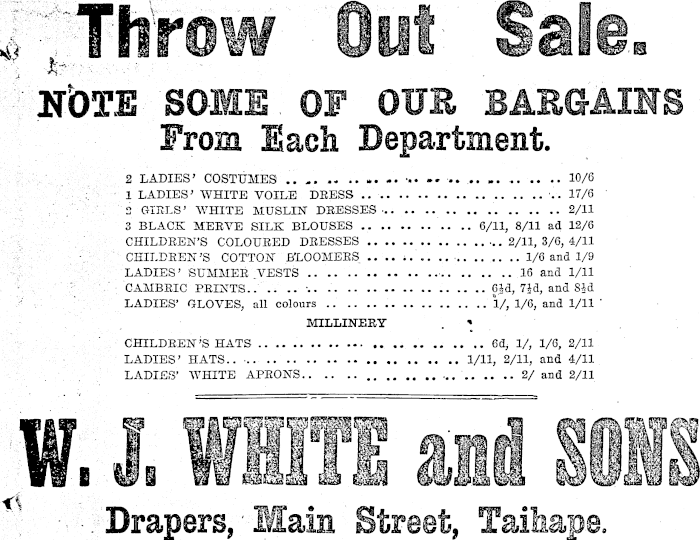 Throw Out Sale.
NOTE SOME OF OUR BARGAINS
From Each Department.
2 LADIES' COSTUMES .. .. .. .. .. .. .. .. .. .. .. .. .. .. 10/6
1 LADIES' WHITE VOILE DRESS .. .. .. .. .. .. .. .. .. .. 17/6
2 GIRLS' WHITE MUSLIN DRESSES .. .. .. .. .. .. .. .. .. 2/11
3 BLACK MERVE SILK BLOUSES .. .. .. .. .. .. 6/11, 8/11 ad 12/6
CHILDREN'S COLOURED DRESSES .. .. .. .. .. .. .. 2/11, 3/6, 4/11
CHILDREN'S COTTON BLOOMERS .. .. .. .. .. .. .. .. 1/6 and 1/9
LADIES' SUMMER VESTS .. .. .. .. .. .. .. .. .. .. .. 16 and 1/11
CAMBRIC PRINTS.. .. .. .. .. .. .. .. .. .. .. .. 6½d, 7½d, and 8½d
LADIES' GLOVES, all colours .. .. .. .. .. .. .. .. .. 1/, 1/6, and 1/11
MILLINERY
CHILDREN'S HATS .. .. .. .. .. .. .. .. .. .. .. .. 6d, 1/, 1/6, 2/11
LADIES' HATS.. .. .. .. .. .. .. .. .. .. .. .. 1/11, 2/11, and 4/11
LADIES' WHITE APRONS.. .. .. .. .. .. .. .. .. .. .. 2/ and 2/11
W. J. WHITE and SONS
Drapers, Main Street, Taihape.